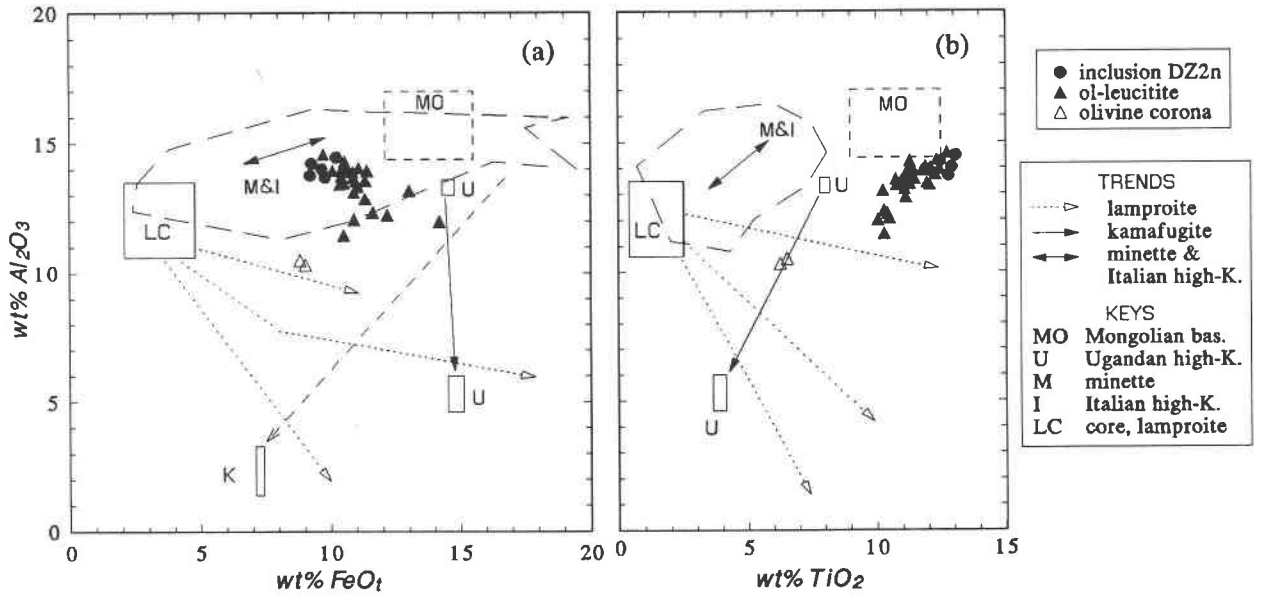 20
15
10
5
0
wt% Al2O3
(a)
MO
M&I
LC
U
U
K
0
5
10
15
20
wt% FeOt
(b)
MO
M&I
LC
U
U
0
5
10
15
wt% TiO2
inclusion DZ2n
ol-leucitite
olivine corona
TRENDS
lamproite
kamafugite
minette &
Italian high-K.
KEYS
MO Mongolian bas.
U Ugandan high-K.
M minette
I Italian high-K.
LC core, lamproite